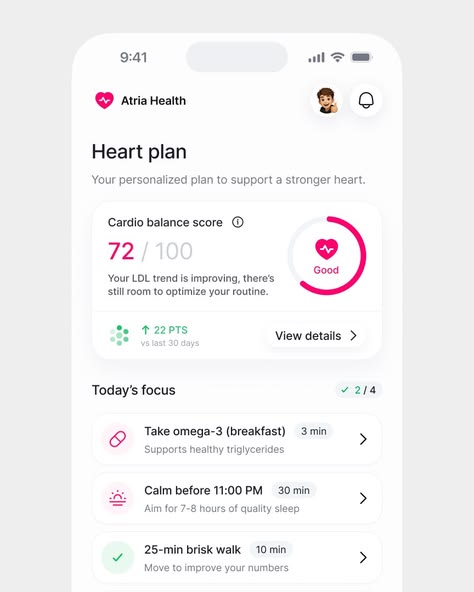 9:41
Atria Health
Heart plan
Your personalized plan to support a stronger heart.
Cardio balance score
72 / 100
Your LDL trend is improving, there's
still room to optimize your routine.
Good
↑ 22 PTS
vs last 30 days
View details
Today's focus
2 / 4
Take omega-3 (breakfast) 3 min
Supports healthy triglycerides
Calm before 11:00 PM 30 min
Aim for 7-8 hours of quality sleep
25-min brisk walk 10 min
Move to improve your numbers